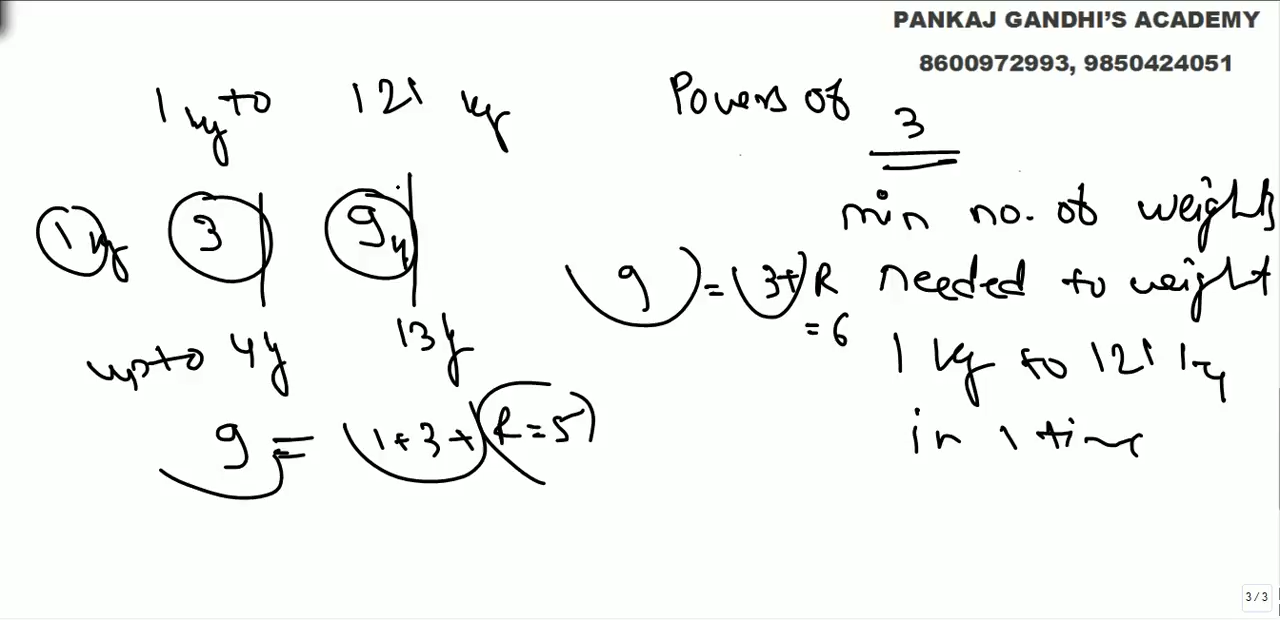 PANKAJ GANDHI'S ACADEMY
8600972993, 9850424051
1 kg to 121 kg
Powers of 3
1 kg 3 9
min no. of weights
needed to weight
1 kg to 121 kg
in 1 time
9 = (3+) R
= 6
upto 4 13
9 = 1+3+ (R=5)
3/3